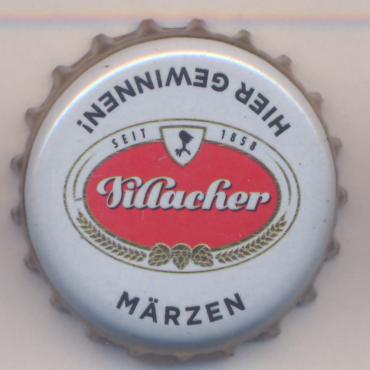 HIER GEWINNEN!
SEIT 1858
Villacher
MÄRZEN